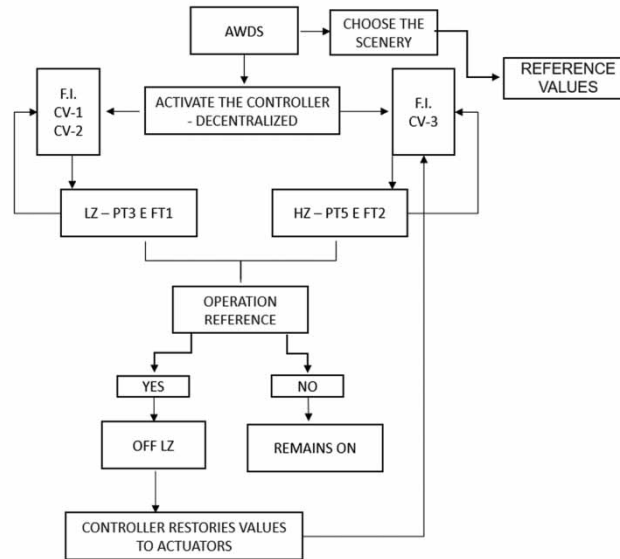 AWDS
CHOOSE THE
SCENERY
REFERENCE
VALUES
F.I.
CV-1
CV-2
ACTIVATE THE CONTROLLER
- DECENTRALIZED
F.I.
CV-3
LZ – PT3 E FT1
HZ – PT5 E FT2
OPERATION
REFERENCE
YES
NO
OFF LZ
REMAINS ON
CONTROLLER RESTORIES VALUES
TO ACTUATORS